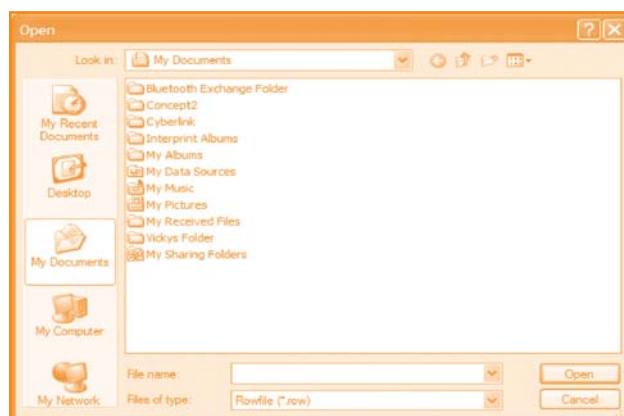 Open
Look in: My Documents
My Recent
Documents
Desktop
My Documents
My Computer
My Network
Bluetooth Exchange Folder
Concept2
Cyberlink
Interprint Albums
My Albums
My Data Sources
My Music
My Pictures
My Received Files
Vickys Folder
My Sharing Folders
File name:
Open
Files of type: Rowfile (*.row)
Cancel